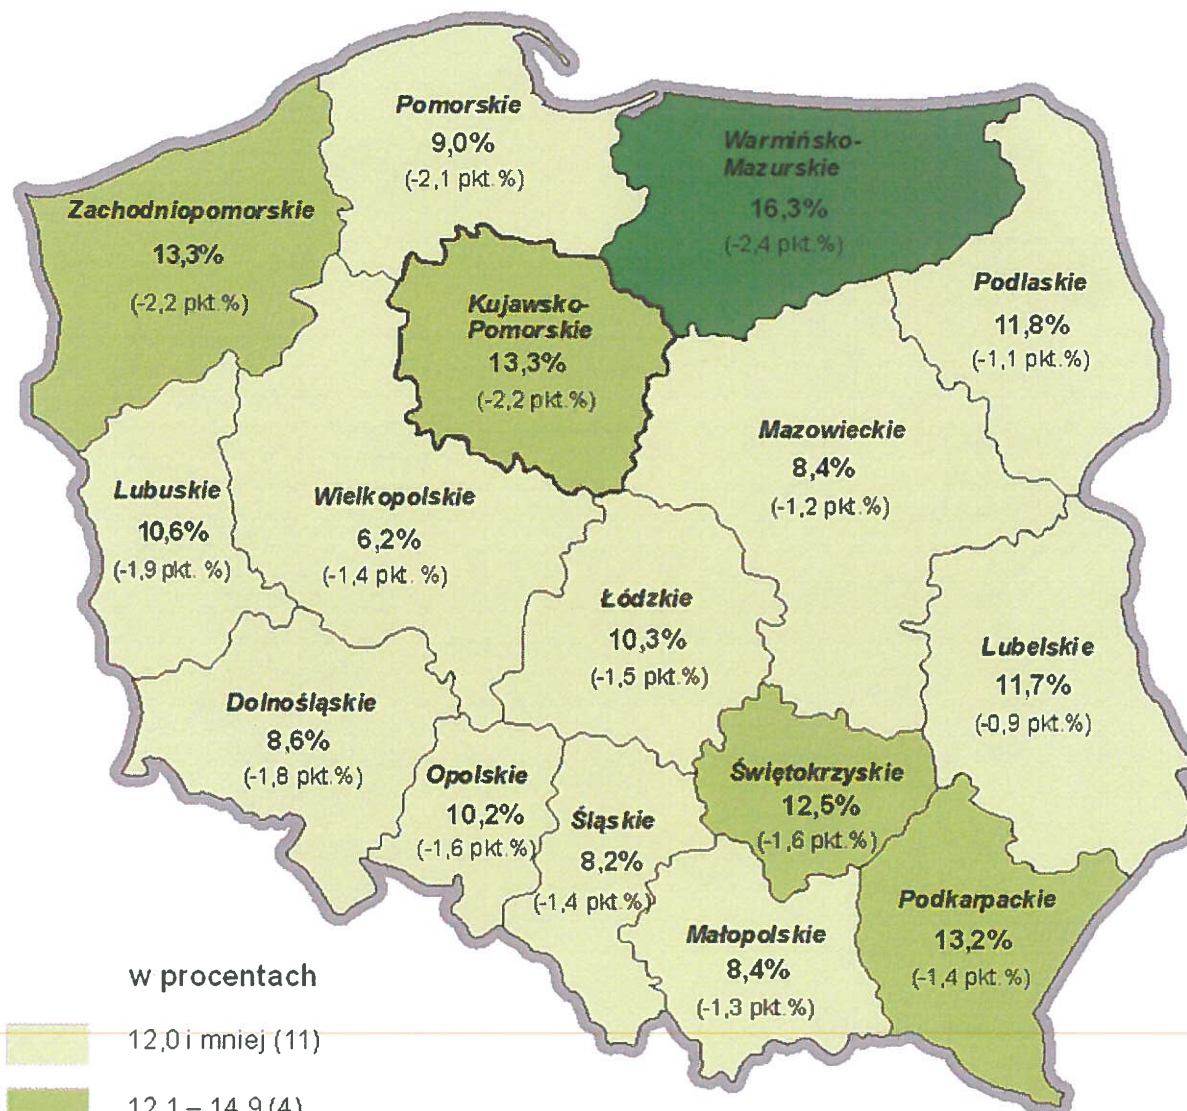 Pomorskie
9,0%
(-2,1 pkt.%)
Warmińsko-
Mazurskie
16,3%
(-2,4 pkt.%)
Zachodniopomorskie
13,3%
(-2,2 pkt.%)
Kujawsko-
Pomorskie
13,3%
(-2,2 pkt.%)
Podlaskie
11,8%
(-1,1 pkt.%)
Mazowieckie
8,4%
(-1,2 pkt.%)
Lubuskie
10,6%
(-1,9 pkt. %)
Wielkopolskie
6,2%
(-1,4 pkt. %)
Łódzkie
10,3%
(-1,5 pkt.%)
Lubelskie
11,7%
(-0,9 pkt.%)
Dolnośląskie
8,6%
(-1,8 pkt.%)
Opolskie
10,2%
(-1,6 pkt.%)
Śląskie
8,2%
(-1,4 pkt.%)
Świętokrzyskie
12,5%
(-1,6 pkt.%)
Podkarpackie
13,2%
(-1,4 pkt.%)
Małopolskie
8,4%
(-1,3 pkt.%)
w procentach
12,0 i mniej (11)
12,1 – 14,9 (4)